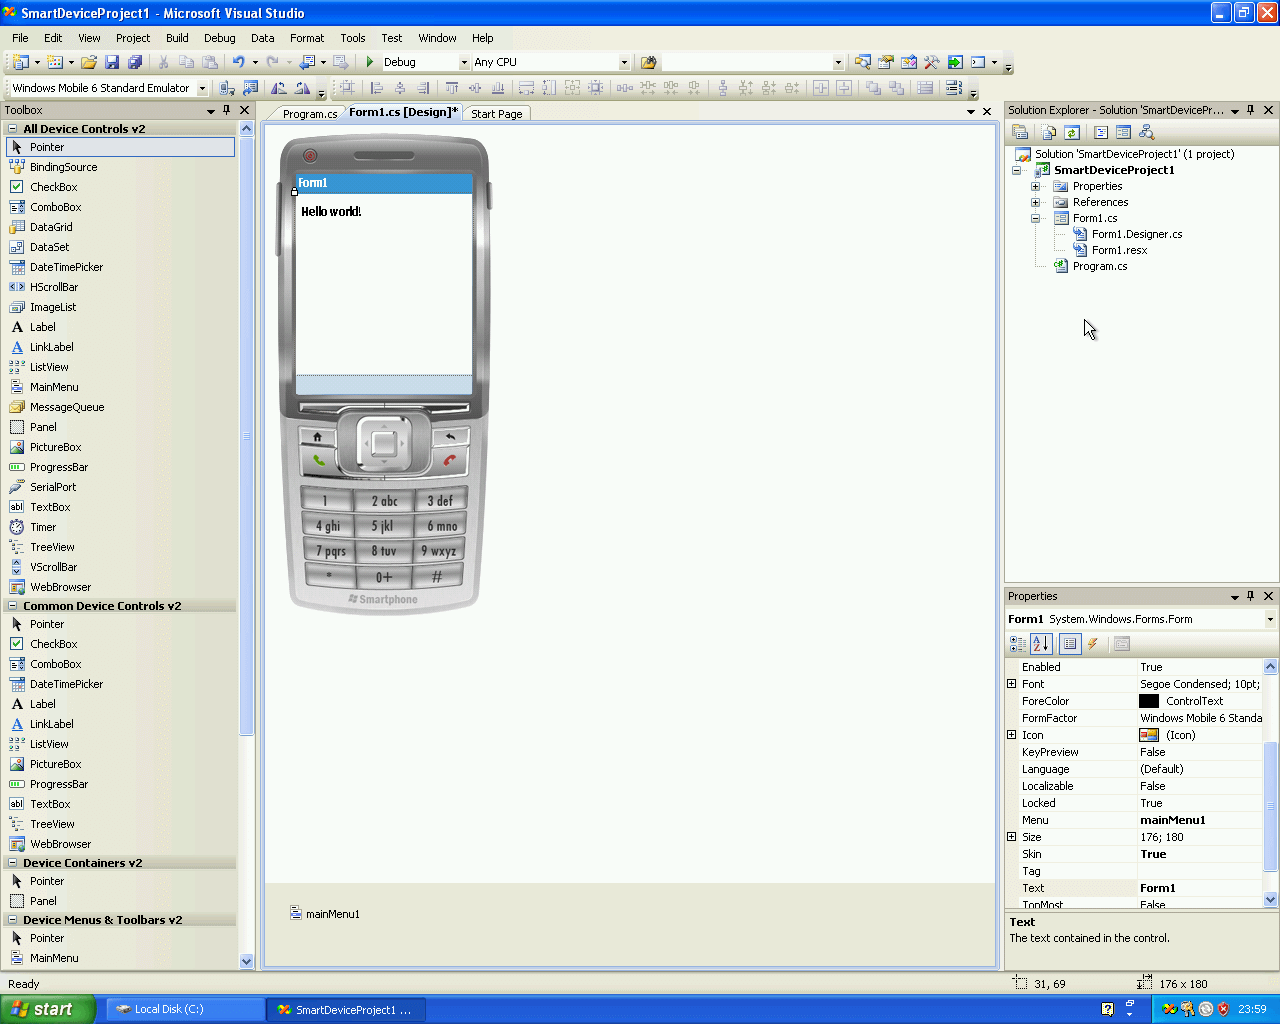 SmartDeviceProject1 - Microsoft Visual Studio
File Edit View Project Build Debug Data Format Tools Test Window Help
Debug Any CPU
Windows Mobile 6 Standard Emulator
Toolbox
All Device Controls v2
Pointer
BindingSource
CheckBox
ComboBox
DataGrid
DataSet
DateTimePicker
HScrollBar
ImageList
Label
LinkLabel
ListView
MainMenu
MessageQueue
Panel
PictureBox
ProgressBar
SerialPort
TextBox
Timer
TreeView
VScrollBar
WebBrowser
Common Device Controls v2
Pointer
CheckBox
ComboBox
DateTimePicker
Label
LinkLabel
ListView
PictureBox
ProgressBar
TextBox
TreeView
WebBrowser
Device Containers v2
Pointer
Panel
Device Menus & Toolbars v2
Pointer
MainMenu
Program.cs Form1.cs [Design]* Start Page
Form1
Hello world!
1 2 abc 3 def
4 ghi 5 jkl 6 mno
7 pqrs 8 tuv 9 wxyz
* 0+ #
Smartphone
mainMenu1
Solution Explorer - Solution 'SmartDevicePr...
Solution 'SmartDeviceProject1' (1 project)
SmartDeviceProject1
Properties
References
Form1.cs
Form1.Designer.cs
Form1.resx
Program.cs
Properties
Form1 System.Windows.Forms.Form
Enabled True
Font Segoe Condensed; 10pt;
ForeColor ControlText
FormFactor Windows Mobile 6 Standa
Icon (Icon)
KeyPreview False
Language (Default)
Localizable False
Locked True
Menu mainMenu1
Size 176; 180
Skin True
Tag
Text Form1
TopMost False
Text
The text contained in the control.
Ready 31, 69 176 x 180
start Local Disk (C:) SmartDeviceProject1 ... 23:59